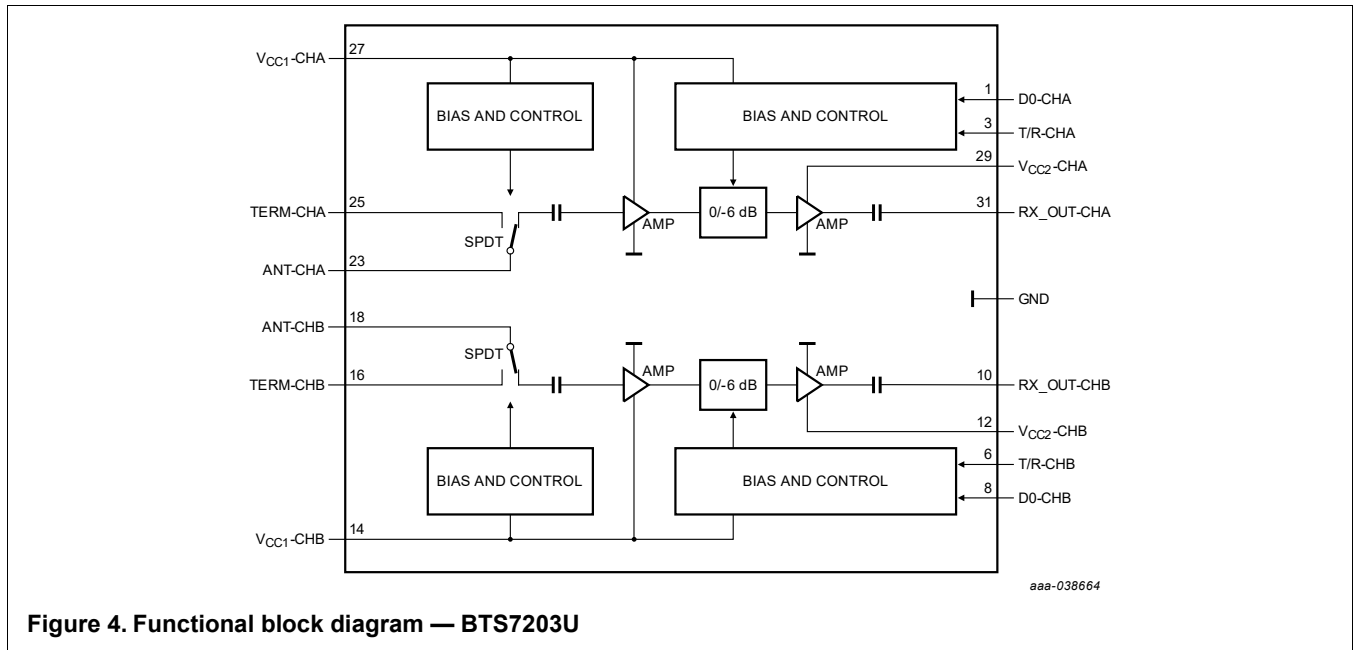 27
V_CC1-CHA
BIAS AND CONTROL
BIAS AND CONTROL
1
D0-CHA
3
T/R-CHA
29
V_CC2-CHA
TERM-CHA
25
0/-6 dB
31
RX_OUT-CHA
AMP
AMP
SPDT
ANT-CHA
23
GND
ANT-CHB
18
SPDT
AMP
AMP
TERM-CHB
16
0/-6 dB
10
RX_OUT-CHB
12
V_CC2-CHB
6
T/R-CHB
BIAS AND CONTROL
BIAS AND CONTROL
8
D0-CHB
V_CC1-CHB
14
aaa-038664
Figure 4. Functional block diagram — BTS7203U